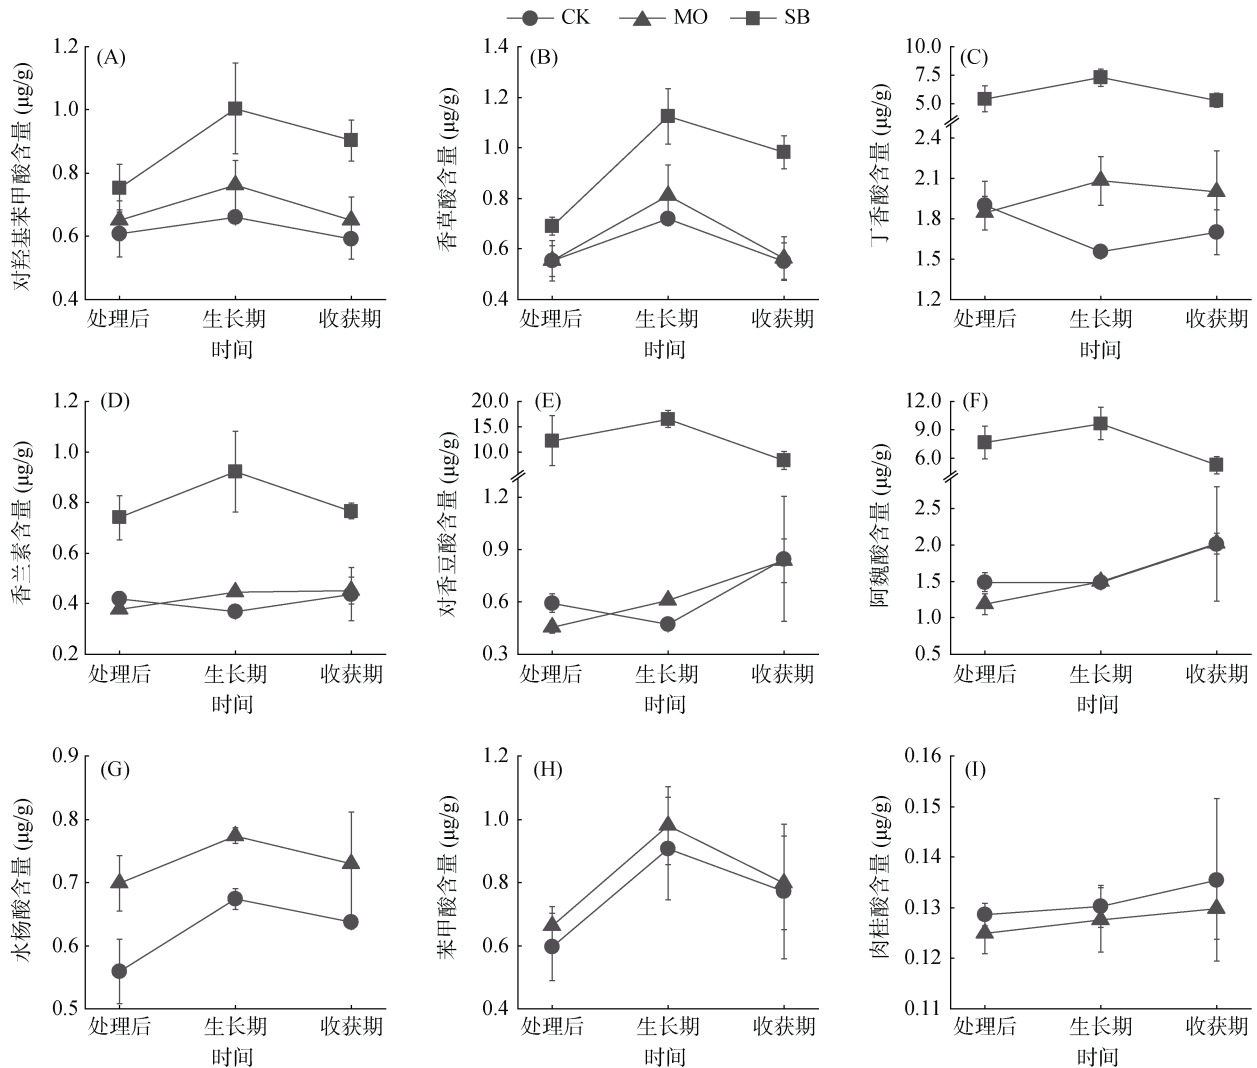 CK MO SB
(A)
对羟基苯甲酸含量 (μg/g)
1.2
1.0
0.8
0.6
0.4
处理后 生长期 收获期
时间
(B)
香草酸含量 (μg/g)
1.4
1.2
1.0
0.8
0.6
0.4
处理后 生长期 收获期
时间
(C)
丁香酸含量 (μg/g)
10.0
7.5
5.0
2.4
2.1
1.8
1.5
1.2
处理后 生长期 收获期
时间
(D)
香兰素含量 (μg/g)
1.2
1.0
0.8
0.6
0.4
0.2
处理后 生长期 收获期
时间
(E)
对香豆酸含量 (μg/g)
20.0
15.0
10.0
1.2
0.9
0.6
0.3
处理后 生长期 收获期
时间
(F)
阿魏酸含量 (μg/g)
12.0
9.0
6.0
2.5
2.0
1.5
1.0
0.5
处理后 生长期 收获期
时间
(G)
水杨酸含量 (μg/g)
0.9
0.8
0.7
0.6
0.5
处理后 生长期 收获期
时间
(H)
苯甲酸含量 (μg/g)
1.2
1.0
0.8
0.6
0.4
处理后 生长期 收获期
时间
(I)
肉桂酸含量 (μg/g)
0.16
0.15
0.14
0.13
0.12
0.11
处理后 生长期 收获期
时间